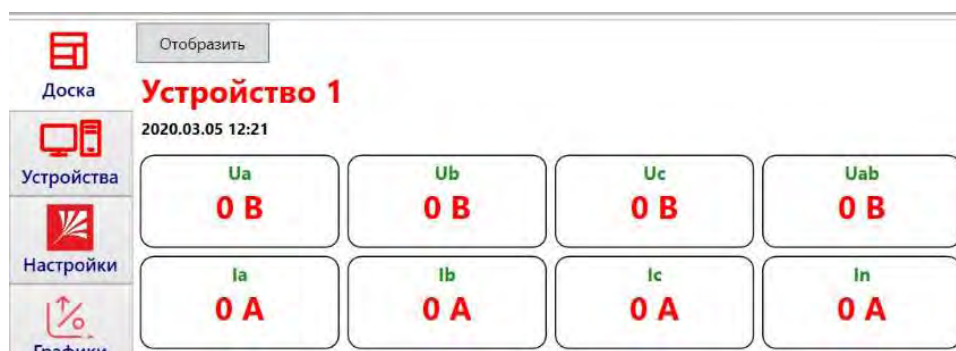 Отобразить
Доска
Устройство 1
2020.03.05 12:21
Устройства
Ua Ub Uc Uab
0 В 0 В 0 В 0 В
Настройки
Ia Ib Ic In
0 А 0 А 0 А 0 А
Графики